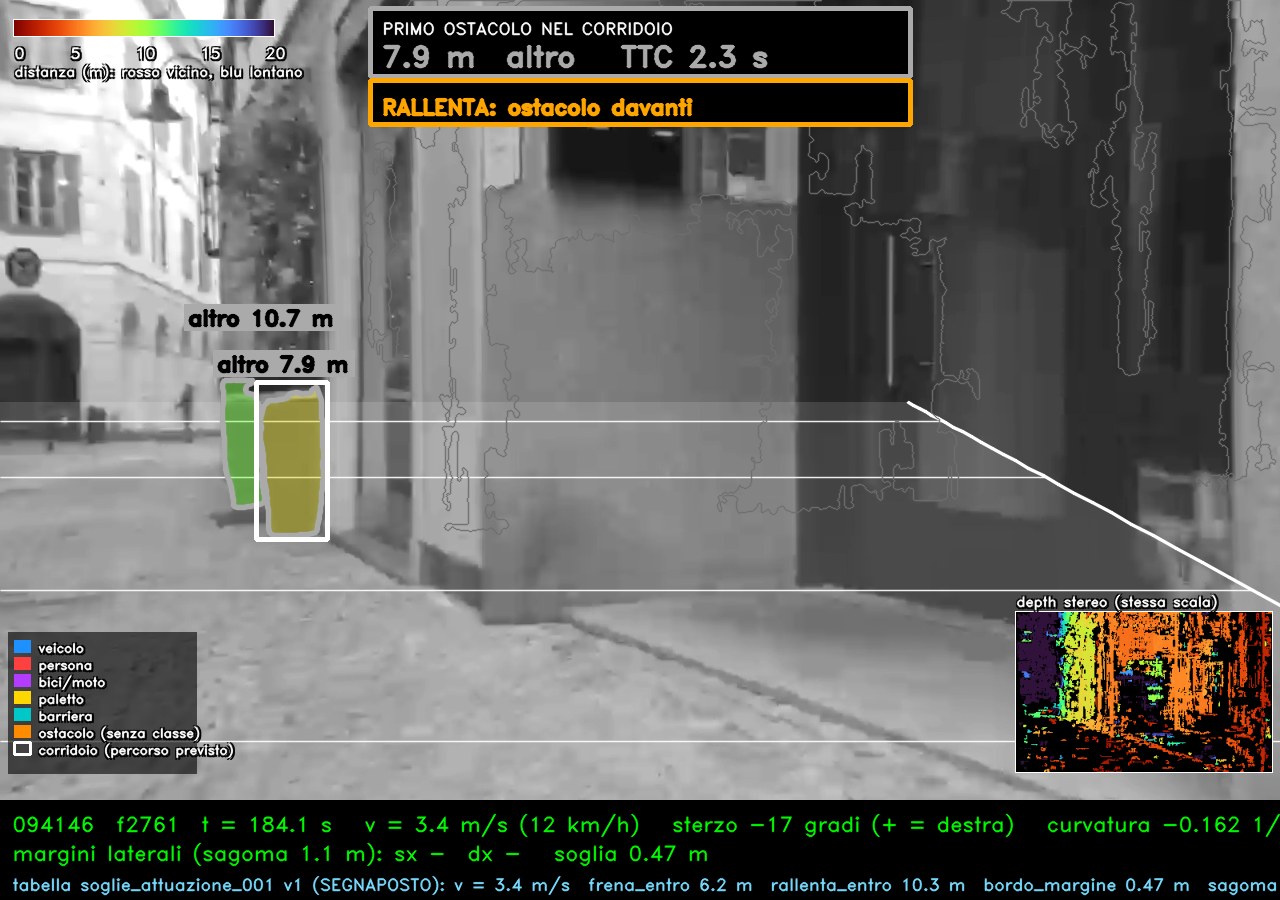 0 5 10 15 20
distanza (m): rosso vicino, blu lontano
PRIMO OSTACOLO NEL CORRIDOIO
7.9 m altro TTC 2.3 s
RALLENTA: ostacolo davanti
altro 10.7 m
altro 7.9 m
depth stereo (stessa scala)
veicolo
persona
bici/moto
paletto
barriera
ostacolo (senza classe)
corridoio (percorso previsto)
094146 f2761 t = 184.1 s v = 3.4 m/s (12 km/h) sterzo -17 gradi (+ = destra) curvatura -0.162 1/
margini laterali (sagoma 1.1 m): sx - dx - soglia 0.47 m
tabella soglie_attuazione_001 v1 (SEGNAPOSTO): v = 3.4 m/s frena_entro 6.2 m rallenta_entro 10.3 m bordo_margine 0.47 m sagoma